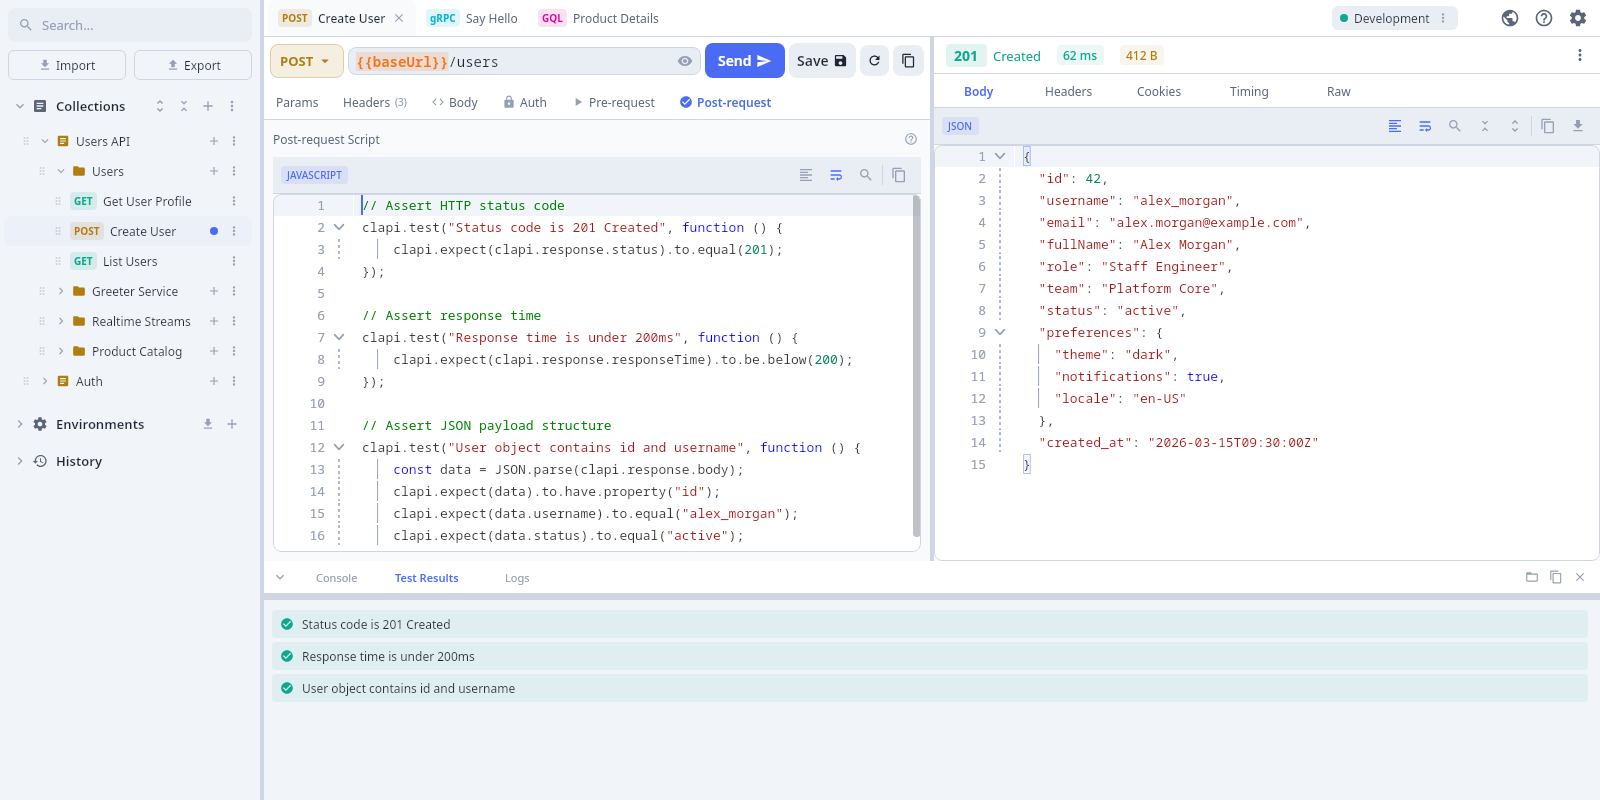 Search...
Import
Export
Collections
Users API
Users
GET Get User Profile
POST Create User
GET List Users
Greeter Service
Realtime Streams
Product Catalog
Auth
Environments
History
POST Create User
gRPC Say Hello
GQL Product Details
Development
POST
{{baseUrl}}/users
Send
Save
Params
Headers (3)
Body
Auth
Pre-request
Post-request
Post-request Script
JAVASCRIPT
1 // Assert HTTP status code
2 clapi.test("Status code is 201 Created", function () {
3 clapi.expect(clapi.response.status).to.equal(201);
4 });
5
6 // Assert response time
7 clapi.test("Response time is under 200ms", function () {
8 clapi.expect(clapi.response.responseTime).to.be.below(200);
9 });
10
11 // Assert JSON payload structure
12 clapi.test("User object contains id and username", function () {
13 const data = JSON.parse(clapi.response.body);
14 clapi.expect(data).to.have.property("id");
15 clapi.expect(data.username).to.equal("alex_morgan");
16 clapi.expect(data.status).to.equal("active");
201 Created
62 ms
412 B
Body
Headers
Cookies
Timing
Raw
JSON
1 {
2 "id": 42,
3 "username": "alex_morgan",
4 "email": "alex.morgan@example.com",
5 "fullName": "Alex Morgan",
6 "role": "Staff Engineer",
7 "team": "Platform Core",
8 "status": "active",
9 "preferences": {
10 "theme": "dark",
11 "notifications": true,
12 "locale": "en-US"
13 },
14 "created_at": "2026-03-15T09:30:00Z"
15 }
Console
Test Results
Logs
Status code is 201 Created
Response time is under 200ms
User object contains id and username